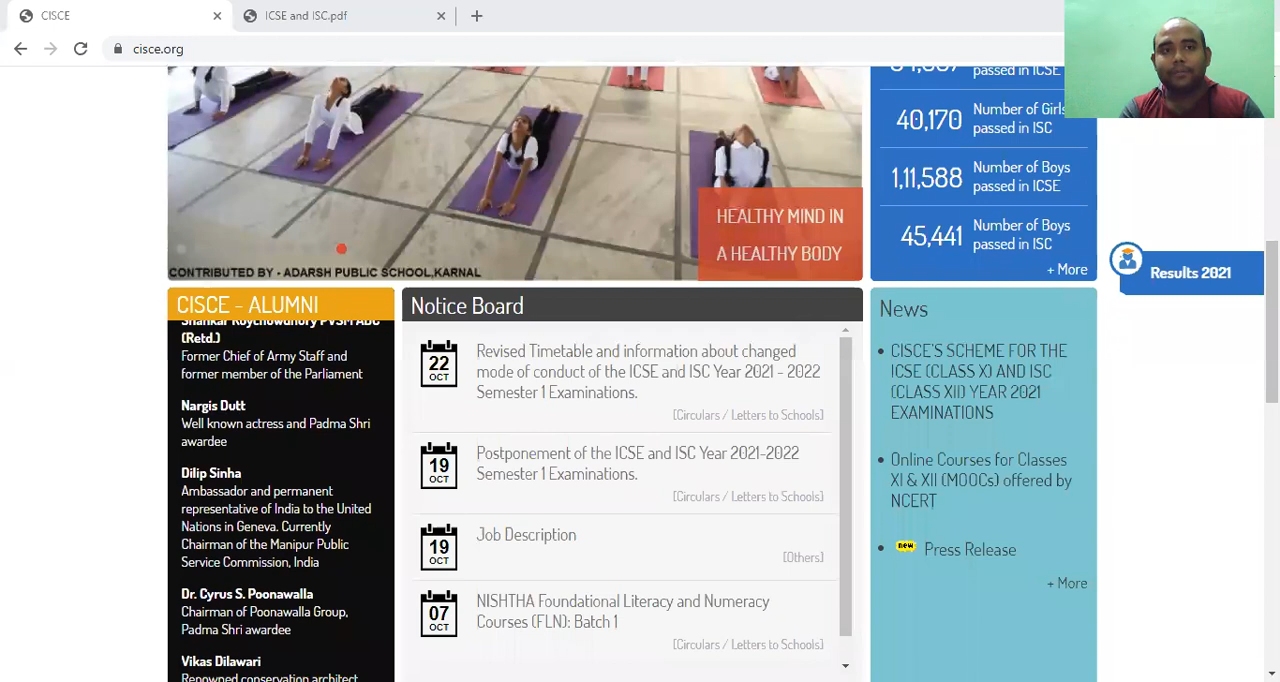 CISCE
ICSE and ISC.pdf
cisce.org
passed in ICSE
40,170
Number of Girls
passed in ISC
1,11,588
Number of Boys
passed in ICSE
45,441
Number of Boys
passed in ISC
+ More
HEALTHY MIND IN
A HEALTHY BODY
CONTRIBUTED BY - ADARSH PUBLIC SCHOOL,KARNAL
Results 2021
CISCE - ALUMNI
Shankar Roychowdhury PVSM ADC
(Retd.)
Former Chief of Army Staff and
former member of the Parliament
Nargis Dutt
Well known actress and Padma Shri
awardee
Dilip Sinha
Ambassador and permanent
representative of India to the United
Nations in Geneva. Currently
Chairman of the Manipur Public
Service Commission, India
Dr. Cyrus S. Poonawalla
Chairman of Poonawalla Group,
Padma Shri awardee
Vikas Dilawari
Renowned conservation architect
Notice Board
22
OCT
Revised Timetable and information about changed
mode of conduct of the ICSE and ISC Year 2021 - 2022
Semester 1 Examinations.
[Circulars / Letters to Schools]
19
OCT
Postponement of the ICSE and ISC Year 2021-2022
Semester 1 Examinations.
[Circulars / Letters to Schools]
19
OCT
Job Description
[Others]
07
OCT
NISHTHA Foundational Literacy and Numeracy
Courses (FLN): Batch 1
[Circulars / Letters to Schools]
News
CISCE'S SCHEME FOR THE
ICSE (CLASS X) AND ISC
(CLASS XII) YEAR 2021
EXAMINATIONS
Online Courses for Classes
XI & XII (MOOCs) offered by
NCERT
new Press Release
+ More